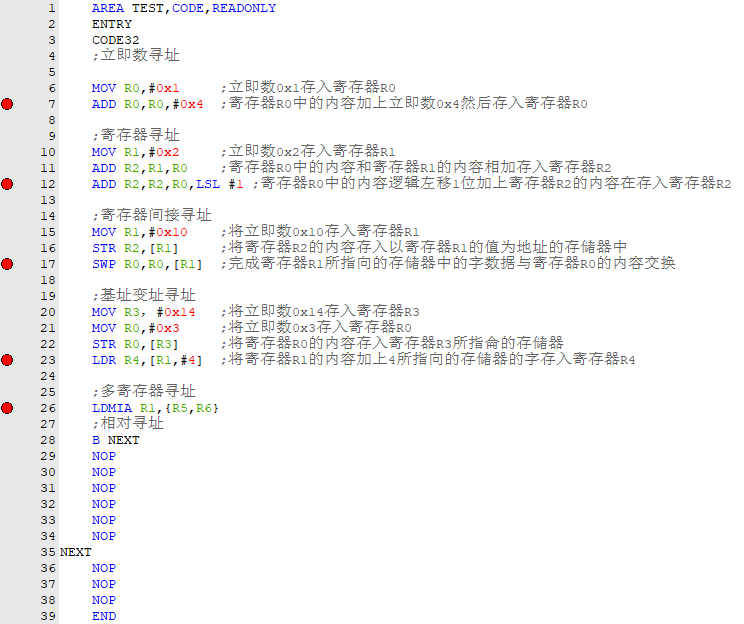 1 AREA TEST,CODE,READONLY
2 ENTRY
3 CODE32
4 ;立即数寻址
5
6 MOV R0,#0x1 ;立即数0x1存入寄存器R0
7 ADD R0,R0,#0x4 ;寄存器R0中的内容加上立即数0x4然后存入寄存器R0
8
9 ;寄存器寻址
10 MOV R1,#0x2 ;立即数0x2存入寄存器R1
11 ADD R2,R1,R0 ;寄存器R0中的内容和寄存器R1的内容相加存入寄存器R2
12 ADD R2,R2,R0,LSL #1 ;寄存器R0中的内容逻辑左移1位加上寄存器R2的内容在存入寄存器R2
13
14 ;寄存器间接寻址
15 MOV R1,#0x10 ;将立即数0x10存入寄存器R1
16 STR R2,[R1] ;将寄存器R2的内容存入以寄存器R1的值为地址的存储器中
17 SWP R0,R0,[R1] ;完成寄存器R1所指向的存储器中的字数据与寄存器R0的内容交换
18
19 ;基址变址寻址
20 MOV R3，#0x14 ;将立即数0x14存入寄存器R3
21 MOV R0,#0x3 ;将立即数0x3存入寄存器R0
22 STR R0,[R3] ;将寄存器R0的内容存入寄存器R3所指侖的存储器
23 LDR R4,[R1,#4] ;将寄存器R1的内容加上4所指向的存储器的字存入寄存器R4
24
25 ;多寄存器寻址
26 LDMIA R1,{R5,R6}
27 ;相对寻址
28 B NEXT
29 NOP
30 NOP
31 NOP
32 NOP
33 NOP
34 NOP
35 NEXT
36 NOP
37 NOP
38 NOP
39 END